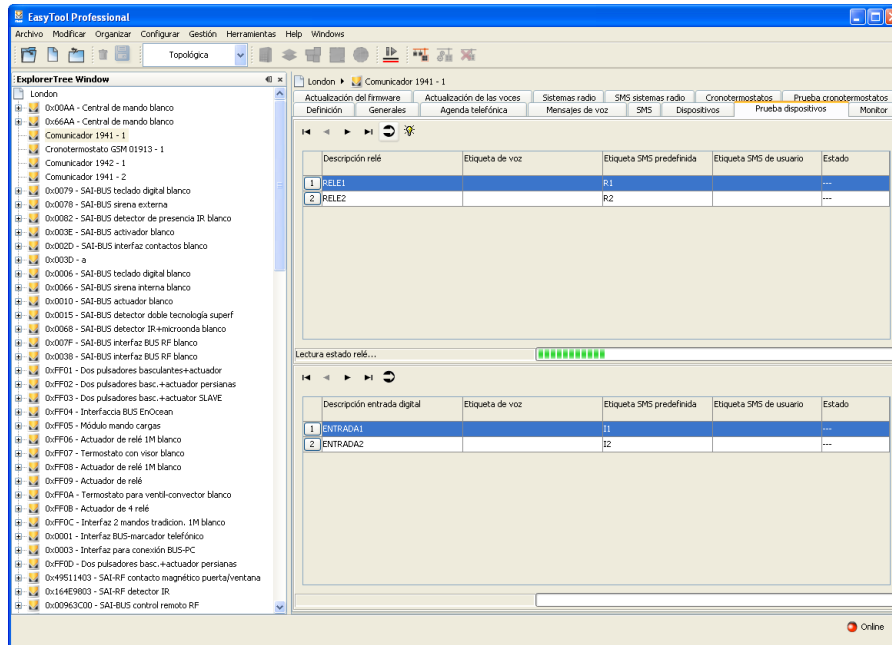 EasyTool Professional
Archivo Modificar Organizar Configurar Gestión Herramientas Help Windows
Topológica
ExplorerTree Window
London
0x00AA - Central de mando blanco
0x66AA - Central de mando blanco
Comunicador 1941 - 1
Cronotermostato GSM 01913 - 1
Comunicador 1942 - 1
Comunicador 1941 - 2
0x0079 - SAI-BUS teclado digital blanco
0x0078 - SAI-BUS sirena externa
0x0082 - SAI-BUS detector de presencia IR blanco
0x003E - SAI-BUS activador blanco
0x002D - SAI-BUS interfaz contactos blanco
0x003D - a
0x0006 - SAI-BUS teclado digital blanco
0x0066 - SAI-BUS sirena interna blanco
0x0010 - SAI-BUS actuador blanco
0x0015 - SAI-BUS detector doble tecnología superf
0x0068 - SAI-BUS detector IR+microonda blanco
0x007F - SAI-BUS interfaz BUS RF blanco
0x0038 - SAI-BUS interfaz BUS RF blanco
0xFF01 - Dos pulsadores basculantes+actuador
0xFF02 - Dos pulsadores basc.+actuador persianas
0xFF03 - Dos pulsadores basc.+actuator SLAVE
0xFF04 - Interfaccia BUS EnOcean
0xFF05 - Módulo mando cargas
0xFF06 - Actuador de relé 1M blanco
0xFF07 - Termostato con visor blanco
0xFF08 - Actuador de relé 1M blanco
0xFF09 - Actuador de relé
0xFF0A - Termostato para ventil-convector blanco
0xFF0B - Actuador de 4 relé
0xFF0C - Interfaz 2 mandos tradicion. 1M blanco
0x0001 - Interfaz BUS-marcador telefónico
0x0003 - Interfaz para conexión BUS-PC
0xFF0D - Dos pulsadores basc.+actuador persianas
0x49511403 - SAI-RF contacto magnético puerta/ventana
0x164E9803 - SAI-RF detector IR
0x00963C00 - SAI-BUS control remoto RF
London Comunicador 1941 - 1
Actualización del firmware Actualización de las voces Sistemas radio SMS sistemas radio Cronotermostatos Prueba cronotermostatos
Definición Generales Agenda telefónica Mensajes de voz SMS Dispositivos Prueba dispositivos Monitor
Descripción relé Etiqueta de voz Etiqueta SMS predefinida Etiqueta SMS de usuario Estado
1 RELE1 R1 ---
2 RELE2 R2 ---
Lectura estado relé...
Descripción entrada digital Etiqueta de voz Etiqueta SMS predefinida Etiqueta SMS de usuario Estado
1 ENTRADA1 I1 ---
2 ENTRADA2 I2 ---
Online